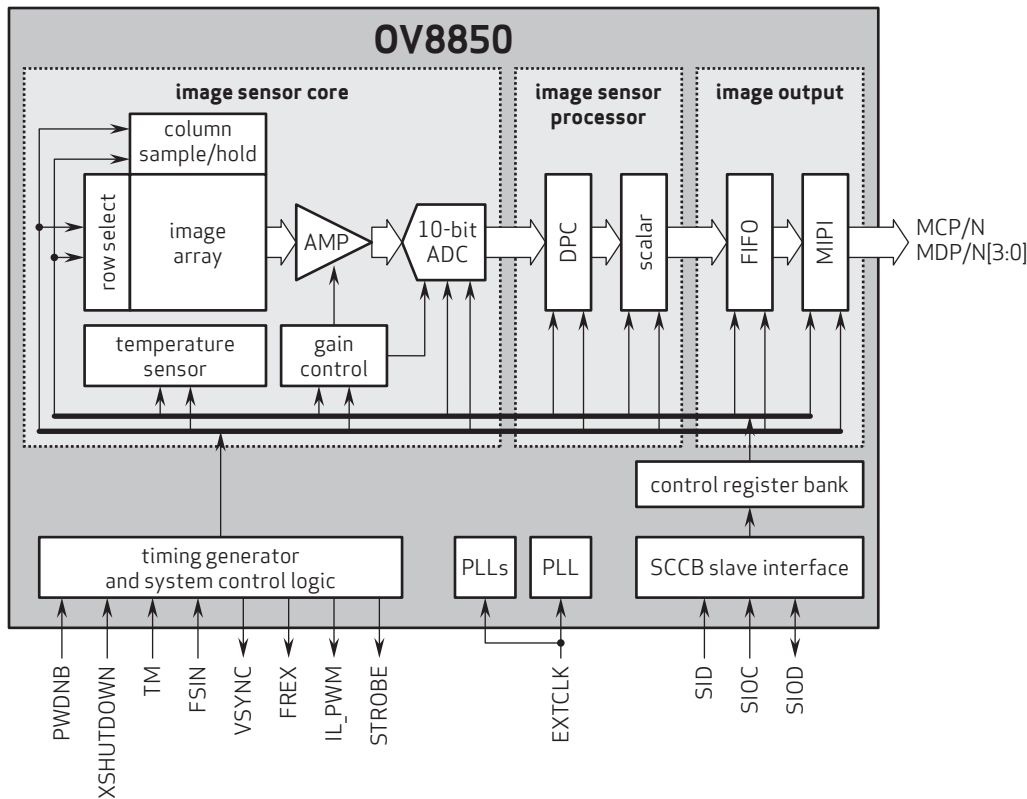 OV8850
image sensor core
image sensor
processor
image output
column
sample/hold
row select
image
array
AMP
10-bit
ADC
DPC
scalar
FIFO
MIPI
MCP/N
MDP/N[3:0]
temperature
sensor
gain
control
control register bank
timing generator
and system control logic
PLLs
PLL
SCCB slave interface
PWDNB
XSHUTDOWN
TM
FSIN
VSYNC
FREX
IL_PWM
STROBE
EXTCLK
SID
SIOC
SIOD